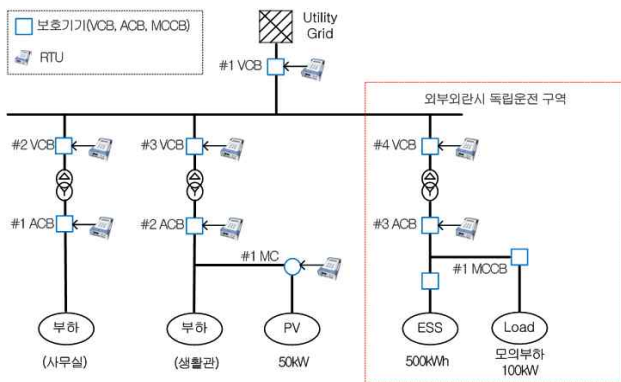 보호기기(VCB, ACB, MCCB)
RTU
Utility
Grid
#1 VCB
외부외란시 독립운전 구역
#2 VCB
#3 VCB
#4 VCB
#1 ACB
#2 ACB
#3 ACB
#1 MC
#1 MCCB
부하
부하
PV
ESS
Load
(사무실)
(생활관)
50kW
500kWh
모의부하
100kW